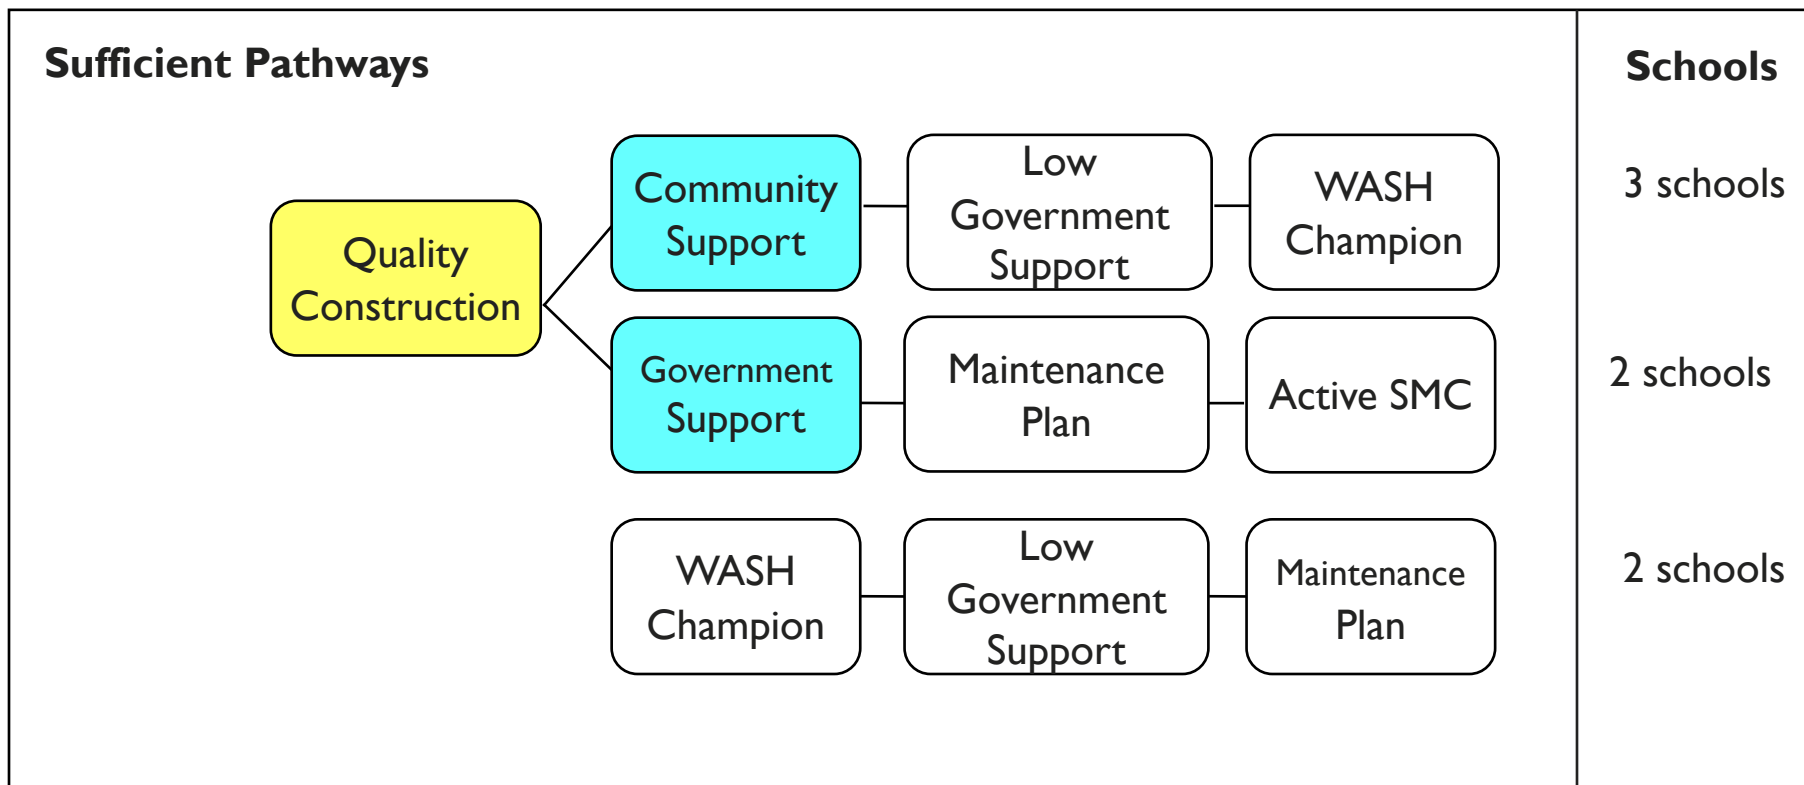 Sufficient Pathways
Schools
Quality
Construction
Community
Support
Low
Government
Support
WASH
Champion
3 schools
Government
Support
Maintenance
Plan
Active SMC
2 schools
WASH
Champion
Low
Government
Support
Maintenance
Plan
2 schools